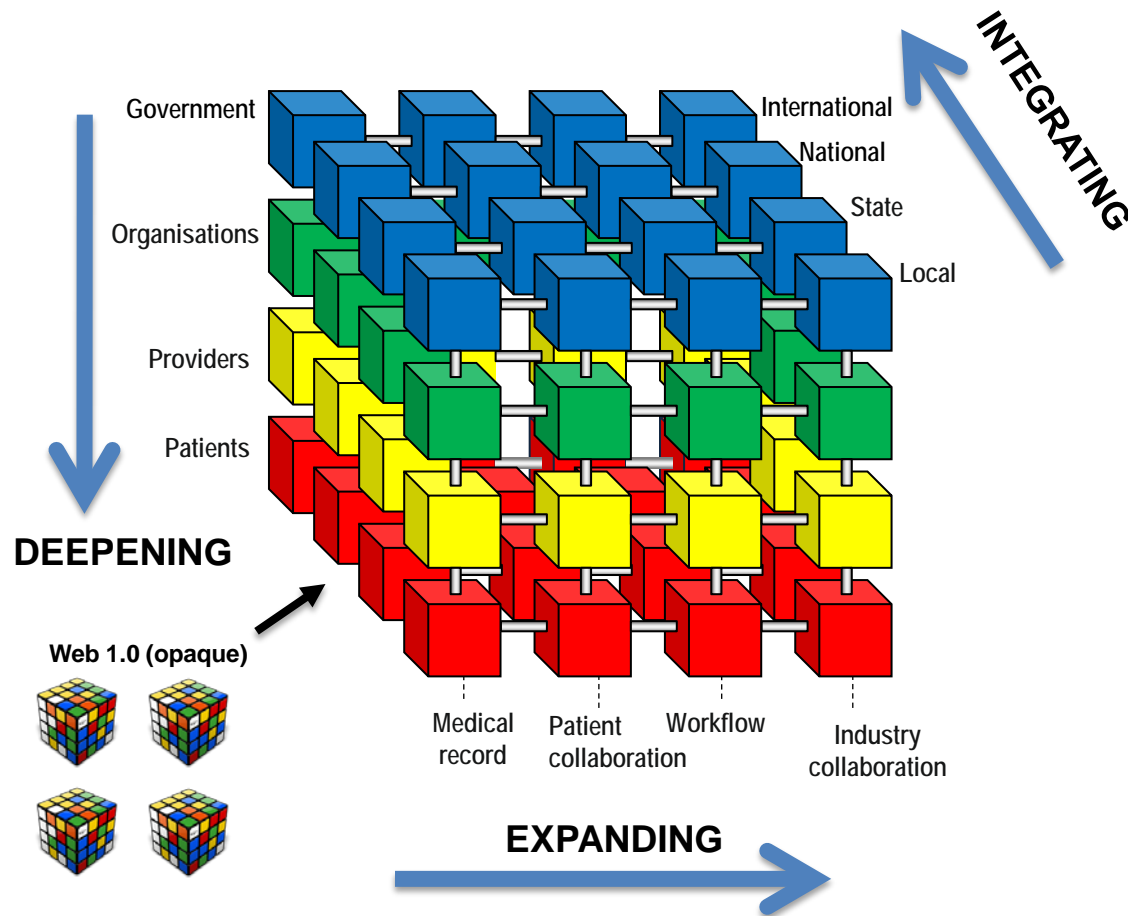 INTEGRATING
Government
International
National
Organisations
State
Local
Providers
Patients
DEEPENING
Web 1.0 (opaque)
Medical
record
Patient
collaboration
Workflow
Industry
collaboration
EXPANDING